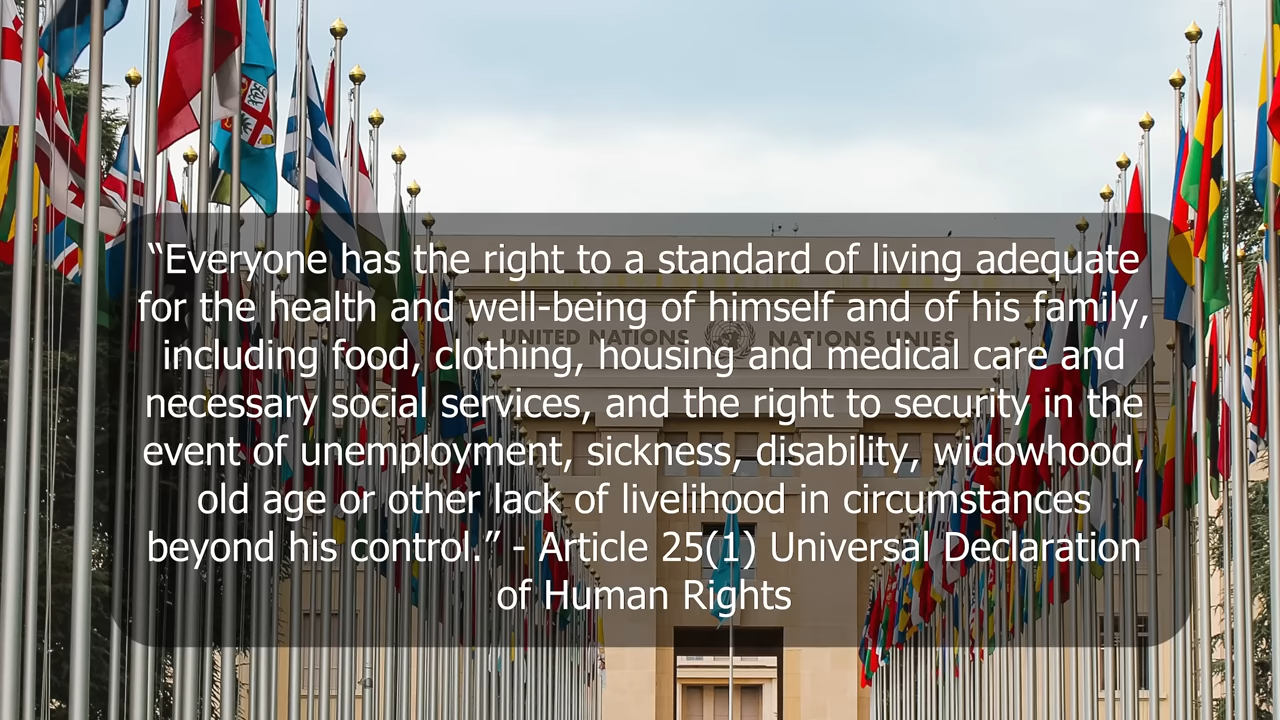 “Everyone has the right to a standard of living adequate
for the health and well-being of himself and of his family,
including food, clothing, housing and medical care and
necessary social services, and the right to security in the
event of unemployment, sickness, disability, widowhood,
old age or other lack of livelihood in circumstances
beyond his control.” - Article 25(1) Universal Declaration
of Human Rights
UNITED NATIONS NATIONS UNIES